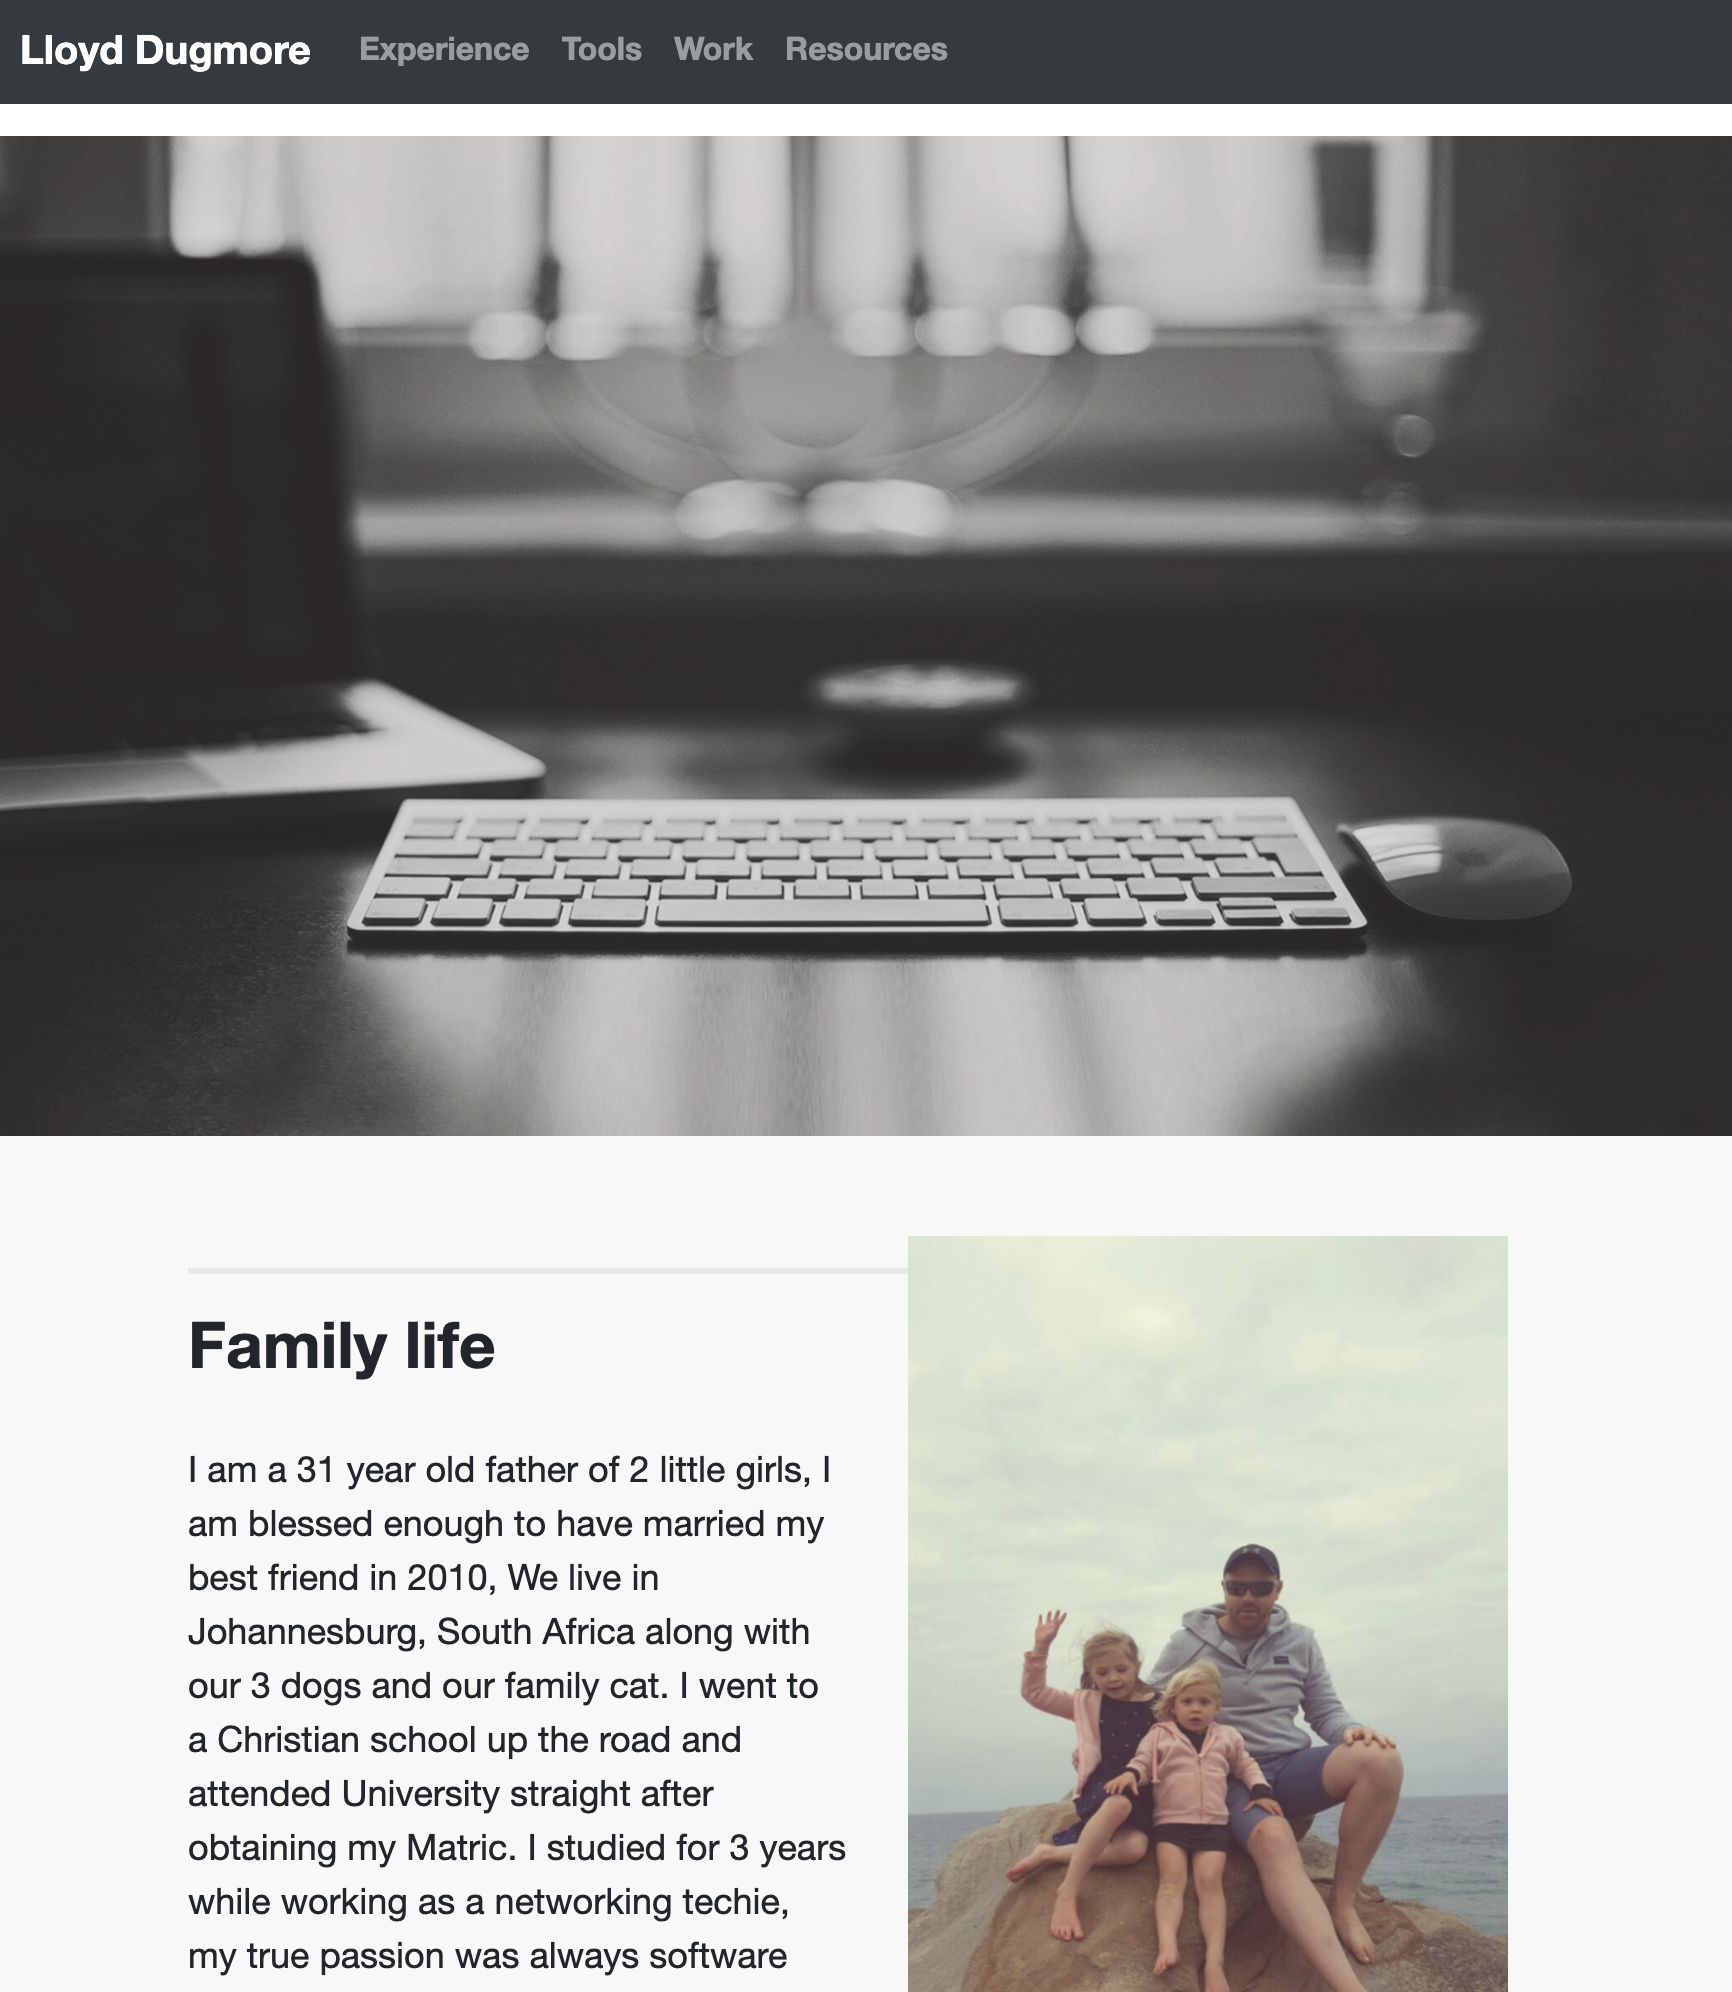 Lloyd Dugmore Experience Tools Work Resources
Family life
I am a 31 year old father of 2 little girls, I
am blessed enough to have married my
best friend in 2010, We live in
Johannesburg, South Africa along with
our 3 dogs and our family cat. I went to
a Christian school up the road and
attended University straight after
obtaining my Matric. I studied for 3 years
while working as a networking techie,
my true passion was always software